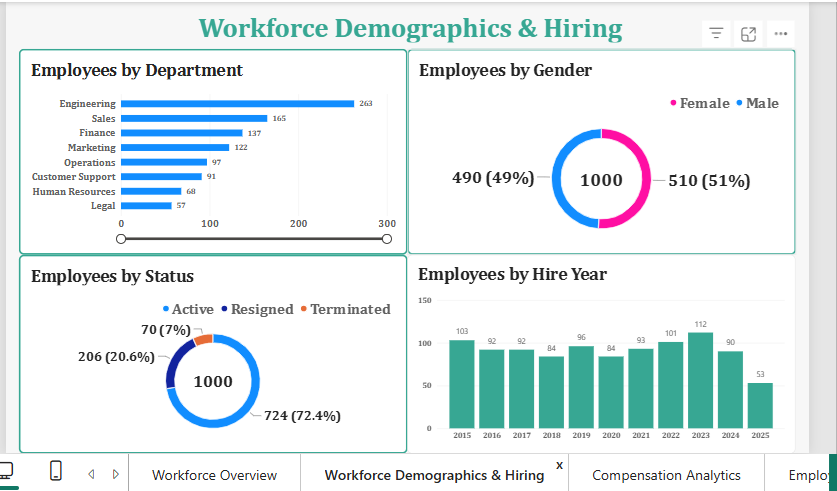 Workforce Demographics & Hiring
Employees by Department
Engineering 263
Sales 165
Finance 137
Marketing 122
Operations 97
Customer Support 91
Human Resources 68
Legal 57
0 100 200 300
Employees by Gender
Female Male
490 (49%) 1000 510 (51%)
Employees by Status
Active Resigned Terminated
70 (7%)
206 (20.6%)
1000
724 (72.4%)
Employees by Hire Year
150
100
50
0
103 92 92 84 96 84 93 101 112 90 53
2015 2016 2017 2018 2019 2020 2021 2022 2023 2024 2025
Workforce Overview Workforce Demographics & Hiring x Compensation Analytics Emplo